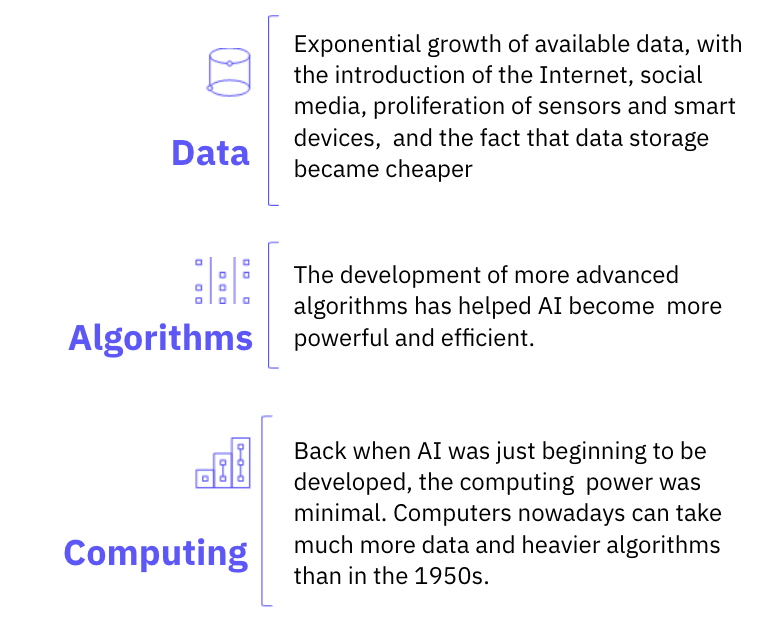 Data
Exponential growth of available data, with
the introduction of the Internet, social
media, proliferation of sensors and smart
devices,  and the fact that data storage
became cheaper
Algorithms
The development of more advanced
algorithms has helped AI become  more
powerful and efficient.
Computing
Back when AI was just beginning to be
developed, the computing  power was
minimal. Computers nowadays can take
much more data and heavier algorithms
than in the 1950s.